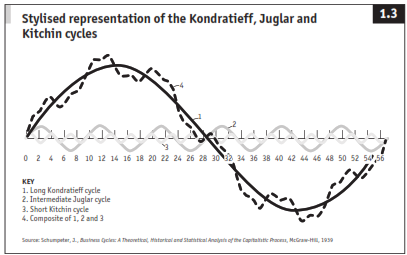 1.3
Stylised representation of the Kondratieff, Juglar and
Kitchin cycles
4
1
2
3
0 2 4 6 8 10 12 14 16 18 20 22 24 26 28 30 32 34 36 38 40 42 44 46 48 50 52 54 56
KEY
1. Long Kondratieff cycle
2. Intermediate Juglar cycle
3. Short Kitchin cycle
4. Composite of 1, 2 and 3
Source: Schumpeter, J., Business Cycles: A Theoretical, Historical and Statistical Analysis of the Capitalistic Process, McGraw-Hill, 1939